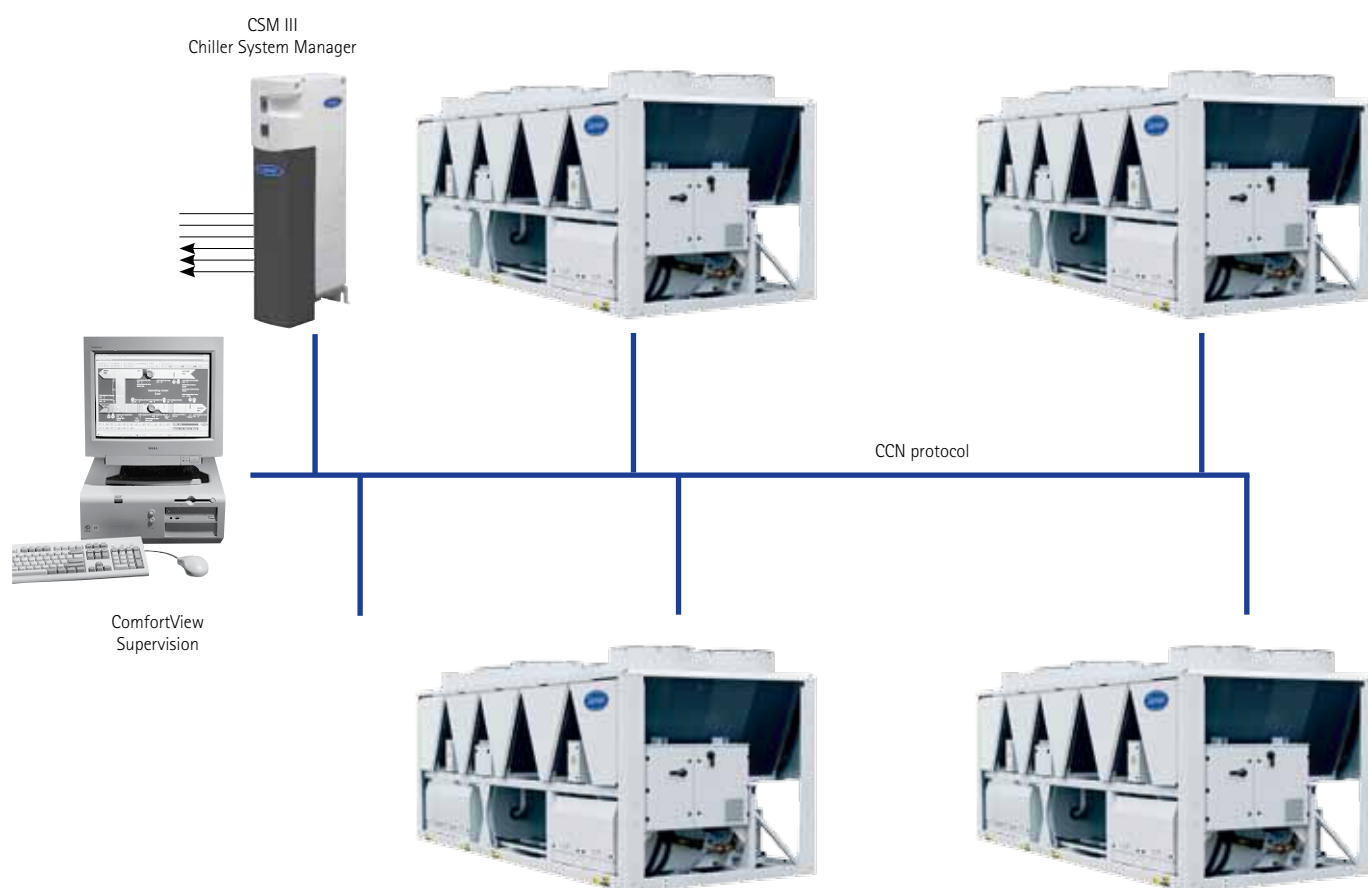 CSM III
Chiller System Manager
CCN protocol
ComfortView
Supervision